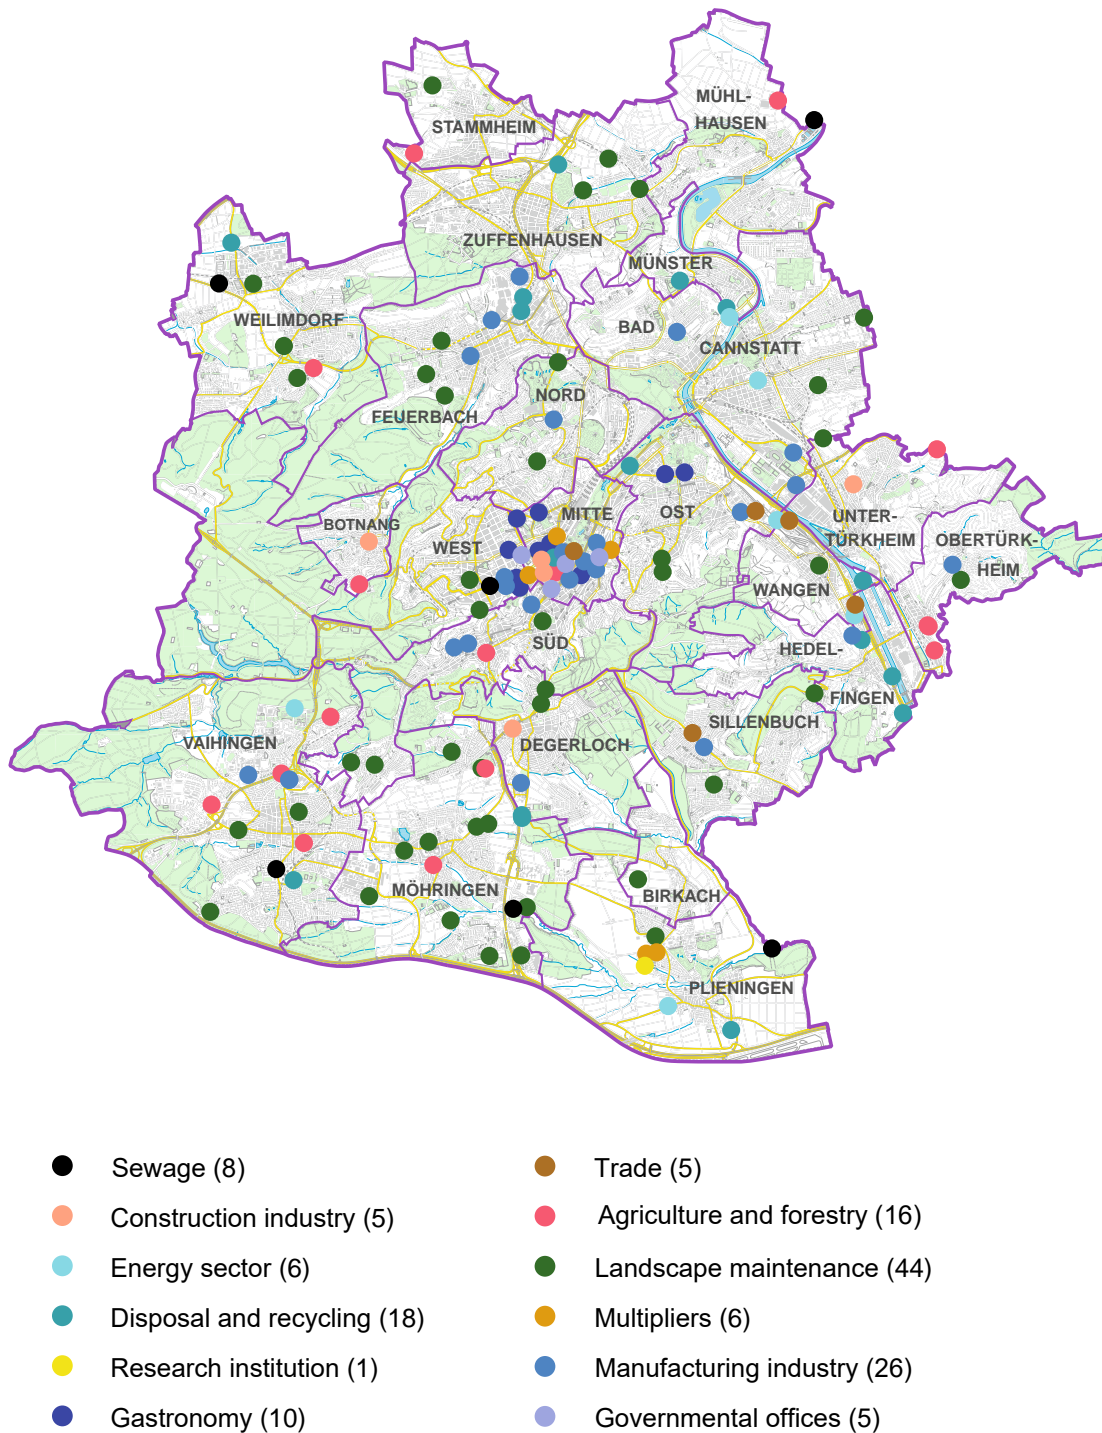 MÜHL-
HAUSEN
STAMMHEIM
ZUFFENHAUSEN
MÜNSTER
WEILIMDORF
BAD
CANNSTATT
NORD
FEUERBACH
BOTNANG
MITTE
OST
WEST
UNTER-
TÜRKHEIM
OBERTÜRK-
HEIM
WANGEN
SÜD
HEDEL-
FINGEN
SILLENBUCH
VAIHINGEN
DEGERLOCH
MÖHRINGEN
BIRKACH
PLIENINGEN
Sewage (8)
Construction industry (5)
Energy sector (6)
Disposal and recycling (18)
Research institution (1)
Gastronomy (10)
Trade (5)
Agriculture and forestry (16)
Landscape maintenance (44)
Multipliers (6)
Manufacturing industry (26)
Governmental offices (5)